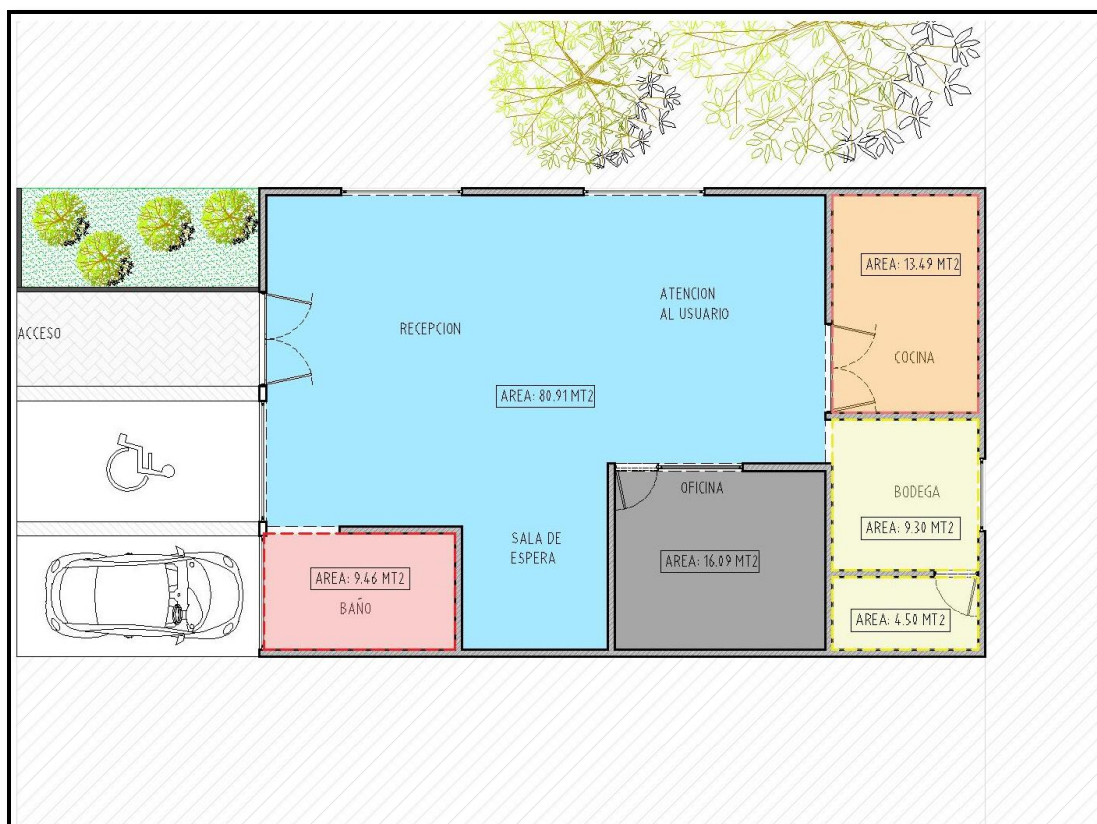 AREA: 13.49 MT2
ATENCION
AL USUARIO
ACCESO
RECEPCION
COCINA
AREA: 80.91 MT2
OFICINA
BODEGA
AREA: 9.30 MT2
SALA DE
ESPERA
AREA: 16.09 MT2
AREA: 9.46 MT2
BAÑO
AREA: 4.50 MT2